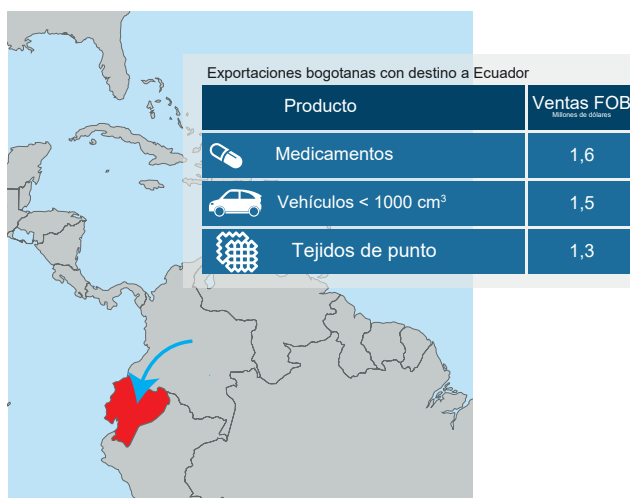 Exportaciones bogotanas con destino a Ecuador
Producto
Ventas FOB
Millones de dólares
Medicamentos
1,6
Vehículos < 1000 cm³
1,5
Tejidos de punto
1,3